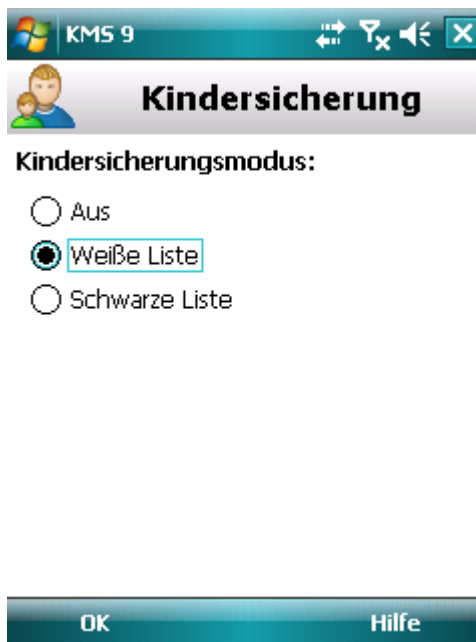 KMS 9
Kindersicherung
Kindersicherungsmodus:
Aus
Weiße Liste
Schwarze Liste
OK Hilfe